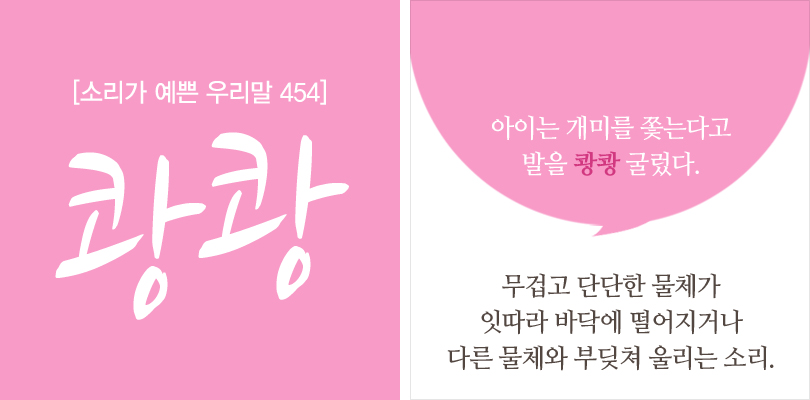 [소리가 예쁜 우리말 454]
쾅쾅
아이는 개미를 쫓는다고
발을 쾅쾅 굴렀다.
무겁고 단단한 물체가
잇따라 바닥에 떨어지거나
다른 물체와 부딪쳐 울리는 소리.